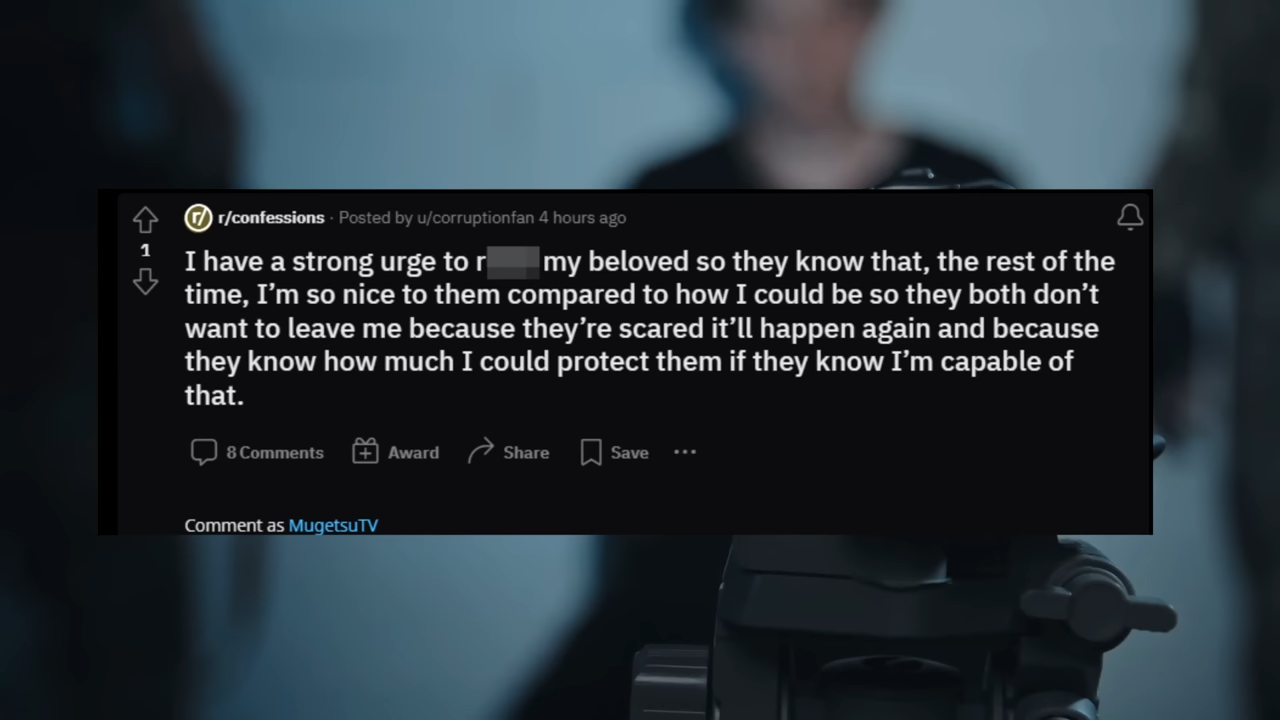 r/confessions · Posted by u/corruptionfan 4 hours ago
1
I have a strong urge to r my beloved so they know that, the rest of the
time, I’m so nice to them compared to how I could be so they both don’t
want to leave me because they’re scared it’ll happen again and because
they know how much I could protect them if they know I’m capable of
that.
8 Comments Award Share Save ···
Comment as MugetsuTV